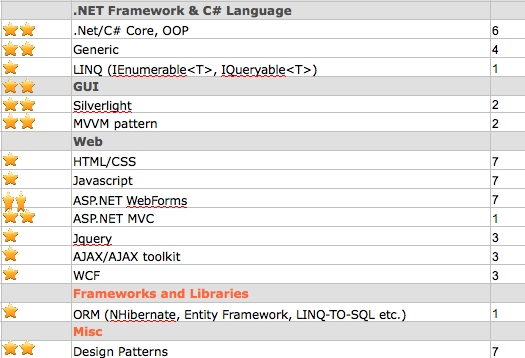 .NET Framework & C# Language
.Net/C# Core, OOP 6
Generic 4
LINQ (IEnumerable<T>, IQueryable<T>) 1
GUI
Silverlight 2
MVVM pattern 2
Web
HTML/CSS 7
Javascript 7
ASP.NET WebForms 7
ASP.NET MVC 1
Jquery 3
AJAX/AJAX toolkit 3
WCF 3
Frameworks and Libraries
ORM (NHibernate, Entity Framework, LINQ-TO-SQL etc.) 1
Misc
Design Patterns 7